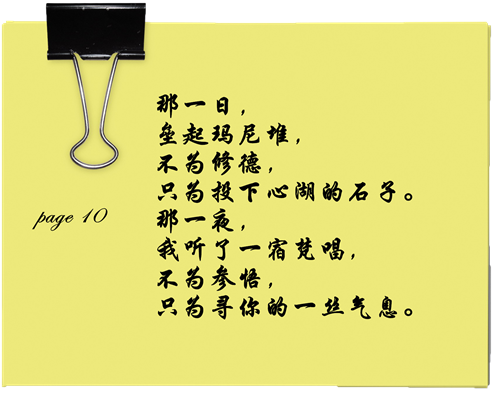 那一日，
垒起玛尼堆，
不为修德，
只为投下心湖的石子。
page 10
那一夜，
我听了一宿梵唱，
不为参悟，
只为寻你的一丝气息。